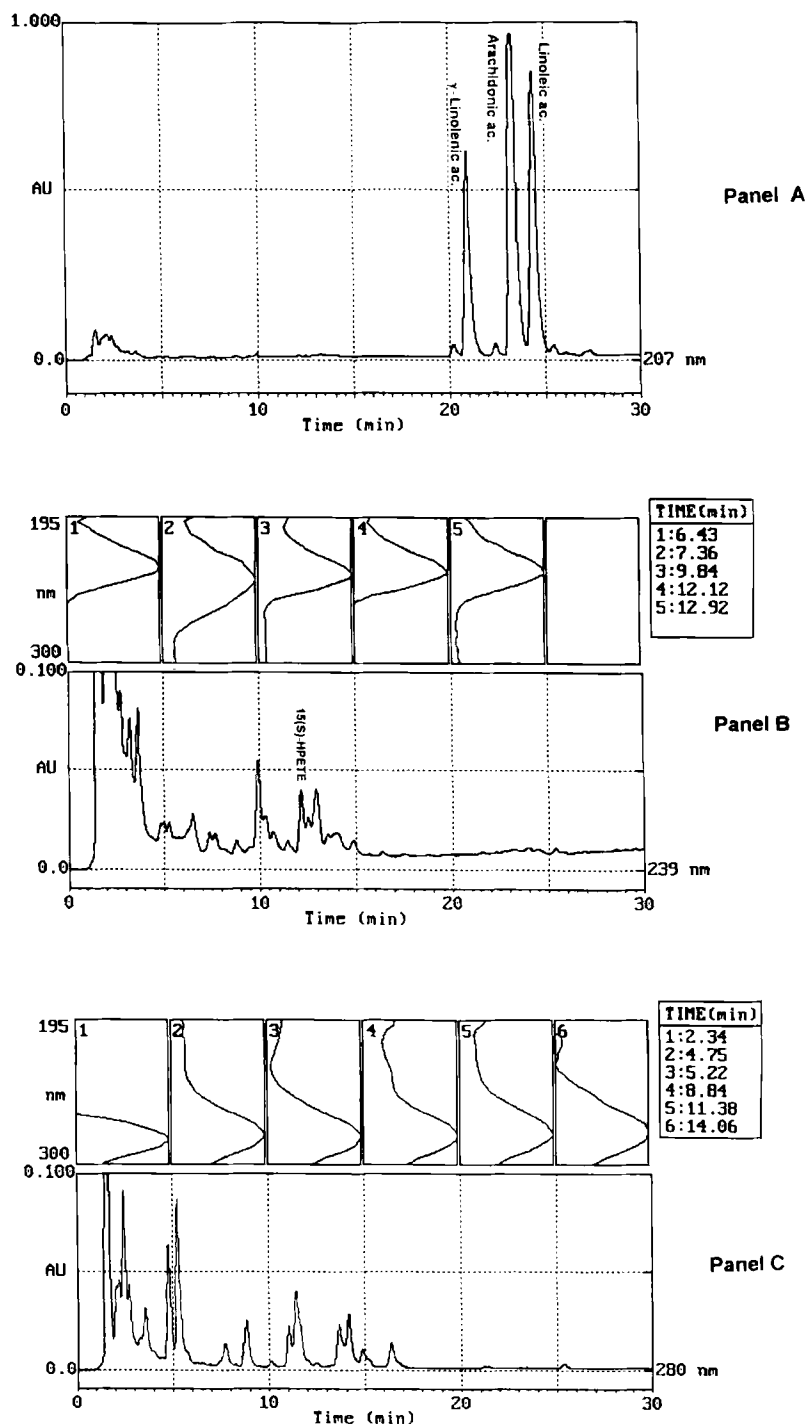 1.000
AU
0.0
γ-Linolenic ac.
Arachidonic ac.
Linoleic ac.
207 nm
0 10 20 30
Time (min)
Panel A
195
nm
300
1 2 3 4 5
TIME(min)
1:6.43
2:7.36
3:9.84
4:12.12
5:12.92
0.100
AU
0.0
15(S)-HPETE
239 nm
0 10 20 30
Time (min)
Panel B
195
nm
300
1 2 3 4 5 6
TIME(min)
1:2.34
2:4.75
3:5.22
4:8.84
5:11.38
6:14.06
0.100
AU
0.0
280 nm
0 10 20 30
Time (min)
Panel C